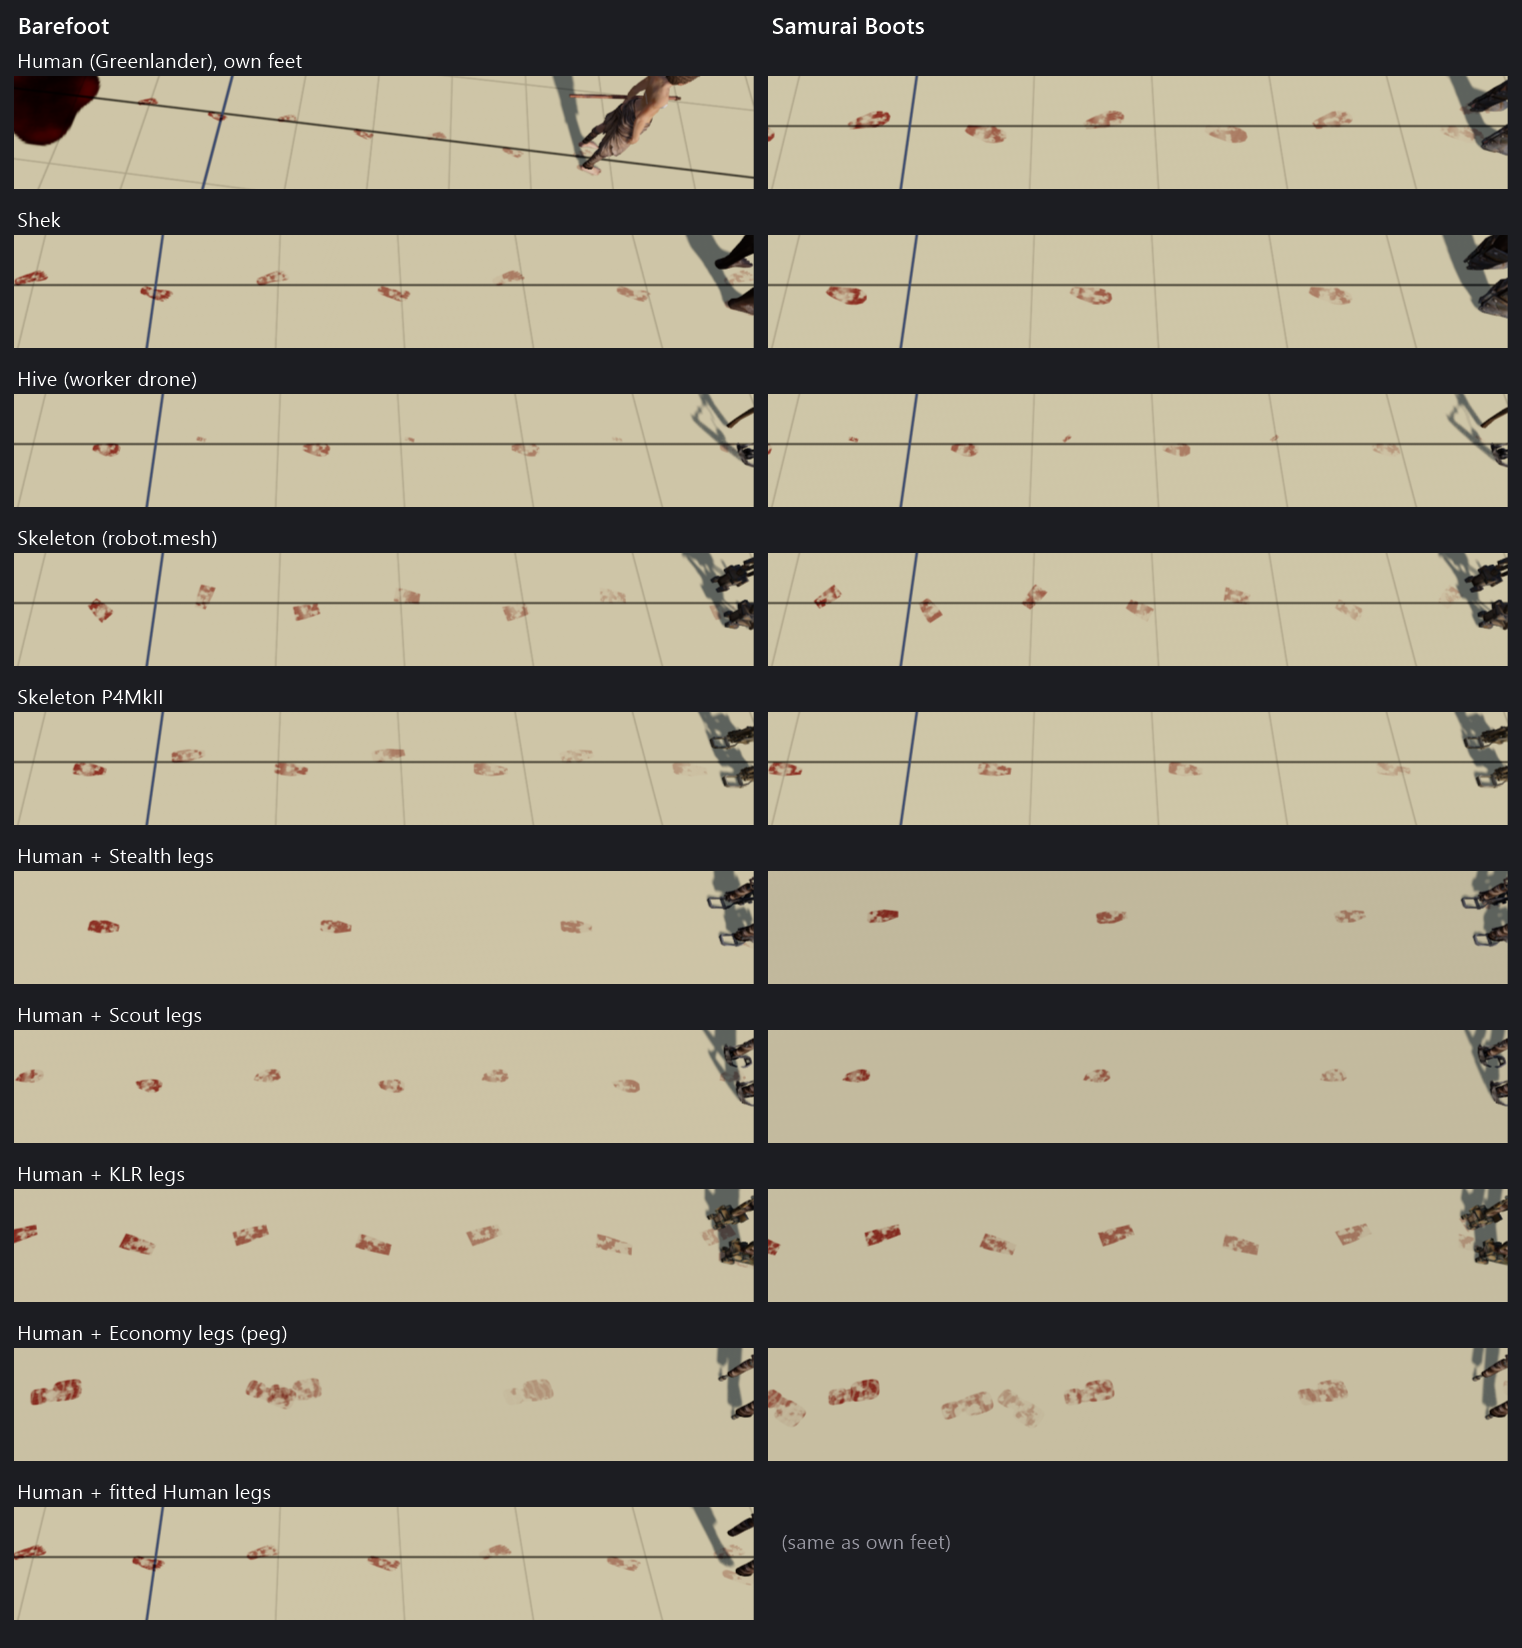 Barefoot
Samurai Boots
Human (Greenlander), own feet
Shek
Hive (worker drone)
Skeleton (robot.mesh)
Skeleton P4MkII
Human + Stealth legs
Human + Scout legs
Human + KLR legs
Human + Economy legs (peg)
Human + fitted Human legs
(same as own feet)